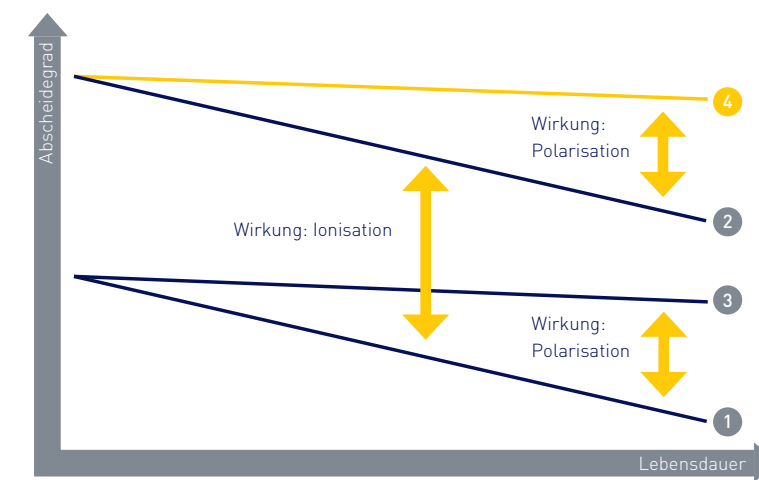 Abscheidegrad
4
Wirkung:
Polarisation
2
Wirkung: Ionisation
3
Wirkung:
Polarisation
1
Lebensdauer